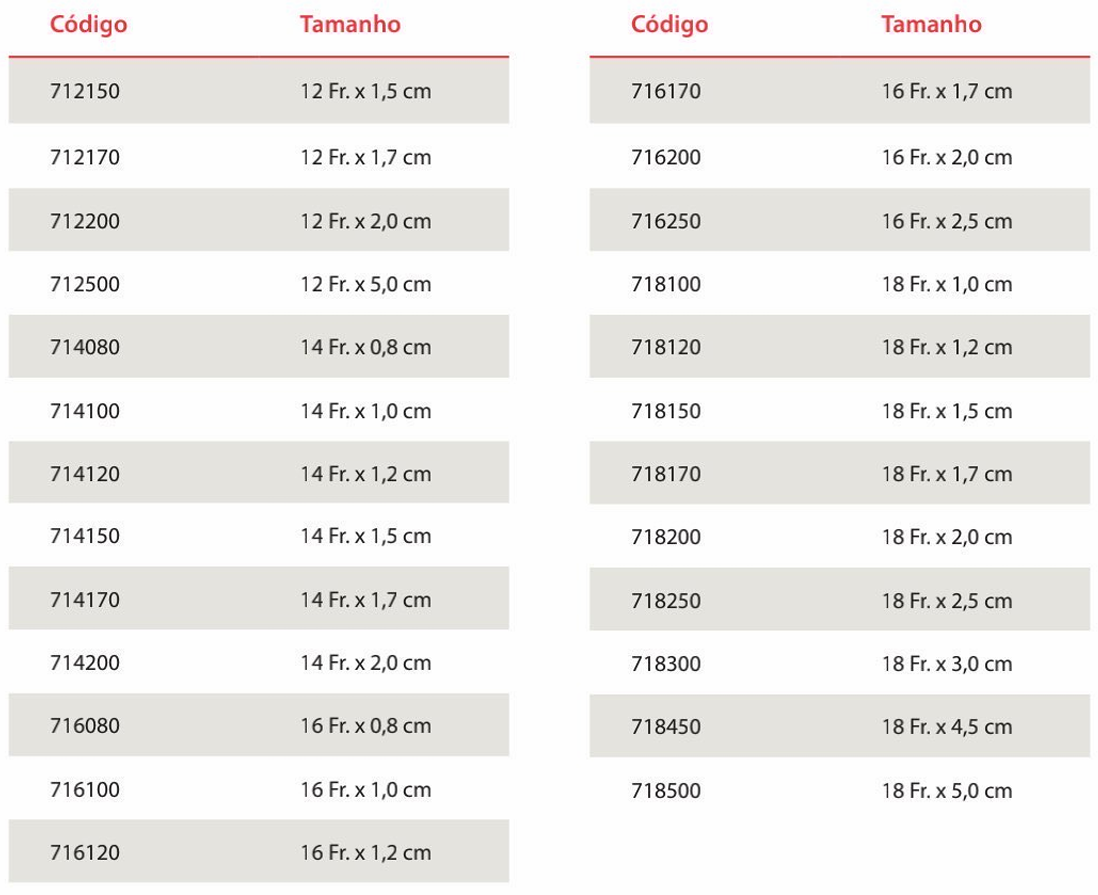 Código Tamanho
712150 12 Fr. x 1,5 cm
712170 12 Fr. x 1,7 cm
712200 12 Fr. x 2,0 cm
712500 12 Fr. x 5,0 cm
714080 14 Fr. x 0,8 cm
714100 14 Fr. x 1,0 cm
714120 14 Fr. x 1,2 cm
714150 14 Fr. x 1,5 cm
714170 14 Fr. x 1,7 cm
714200 14 Fr. x 2,0 cm
716080 16 Fr. x 0,8 cm
716100 16 Fr. x 1,0 cm
716120 16 Fr. x 1,2 cm
Código Tamanho
716170 16 Fr. x 1,7 cm
716200 16 Fr. x 2,0 cm
716250 16 Fr. x 2,5 cm
718100 18 Fr. x 1,0 cm
718120 18 Fr. x 1,2 cm
718150 18 Fr. x 1,5 cm
718170 18 Fr. x 1,7 cm
718200 18 Fr. x 2,0 cm
718250 18 Fr. x 2,5 cm
718300 18 Fr. x 3,0 cm
718450 18 Fr. x 4,5 cm
718500 18 Fr. x 5,0 cm